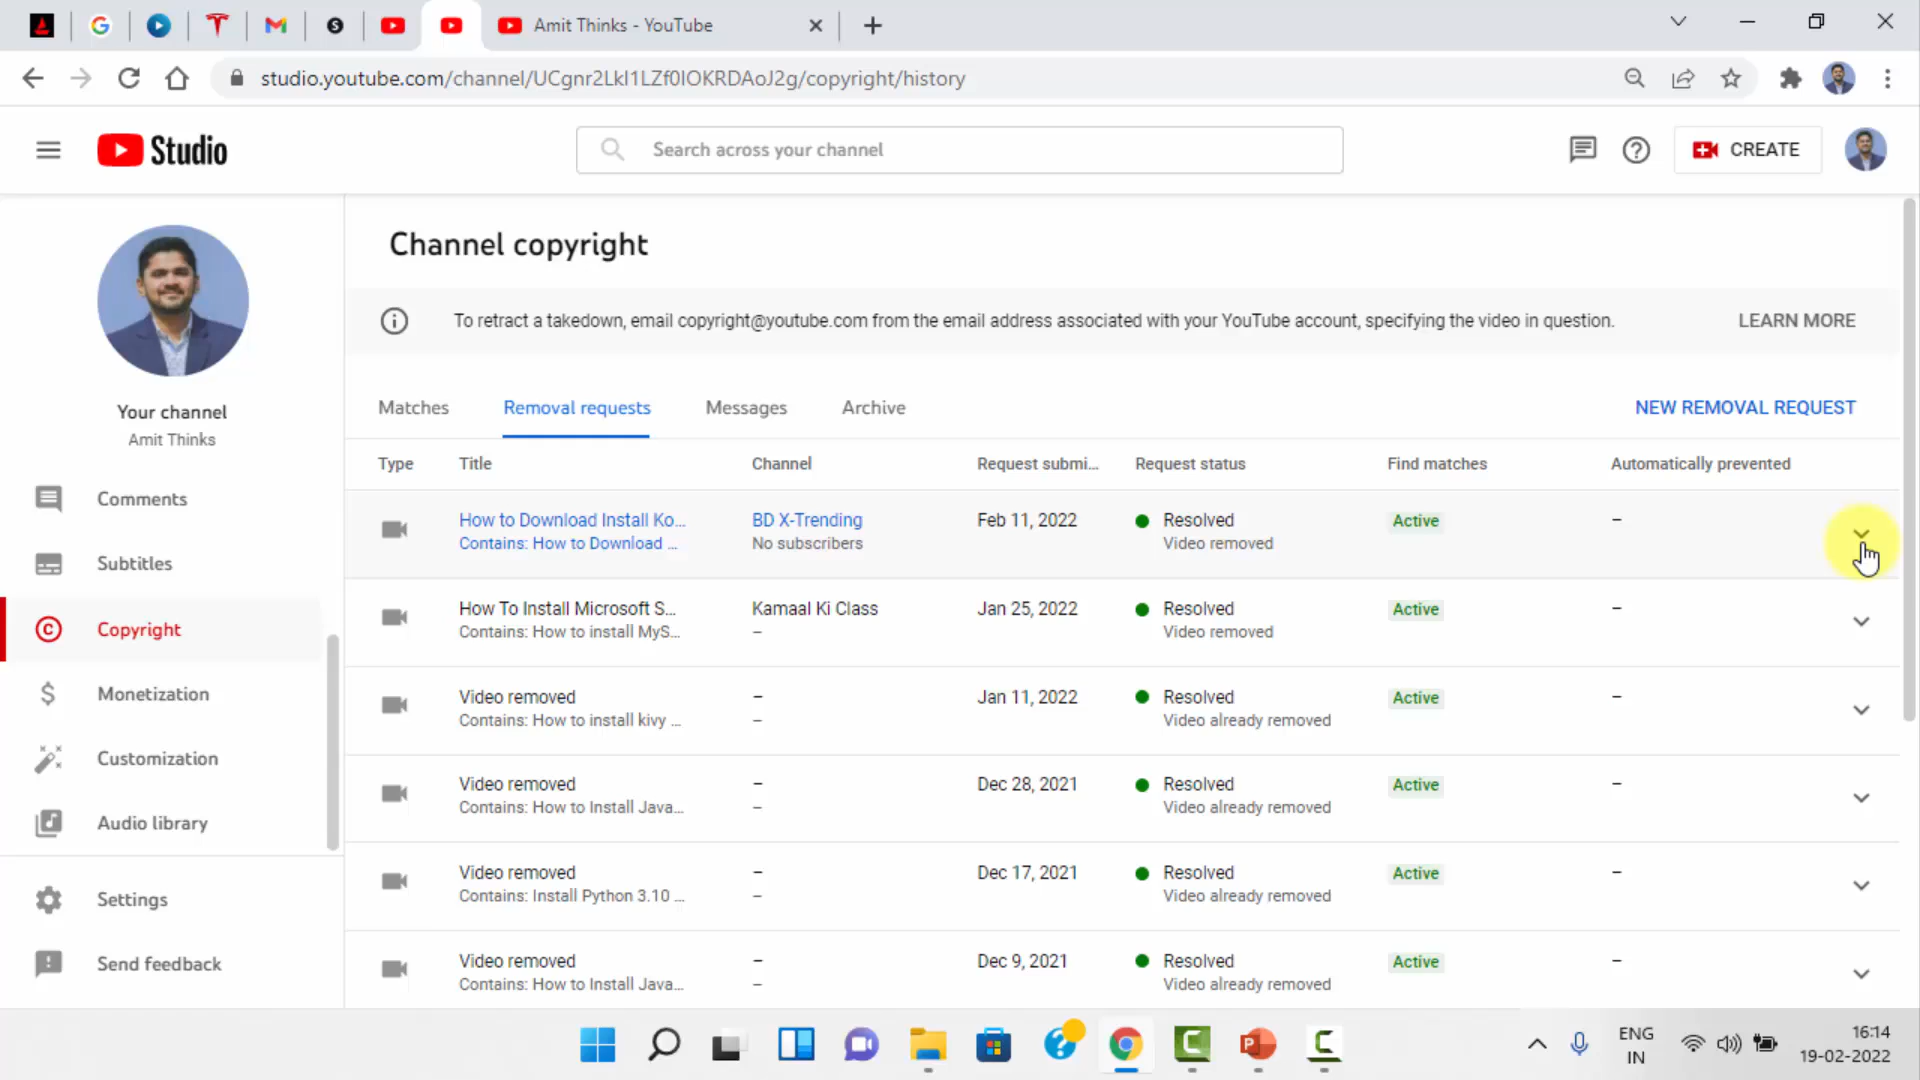 Amit Thinks - YouTube
studio.youtube.com/channel/UCgnr2LkI1LZf0IOKRDAoJ2g/copyright/history
Studio
Search across your channel
CREATE
Your channel
Amit Thinks
Comments
Subtitles
Copyright
Monetization
Customization
Audio library
Settings
Send feedback
Channel copyright
To retract a takedown, email copyright@youtube.com from the email address associated with your YouTube account, specifying the video in question.
LEARN MORE
Matches Removal requests Messages Archive
NEW REMOVAL REQUEST
Type Title Channel Request submi... Request status Find matches Automatically prevented
How to Download Install Ko... BD X-Trending Feb 11, 2022 Resolved Active –
Contains: How to Download ... No subscribers Video removed
How To Install Microsoft S... Kamaal Ki Class Jan 25, 2022 Resolved Active –
Contains: How to install MyS... – Video removed
Video removed – Jan 11, 2022 Resolved Active –
Contains: How to install kivy ... – Video already removed
Video removed – Dec 28, 2021 Resolved Active –
Contains: How to Install Java... – Video already removed
Video removed – Dec 17, 2021 Resolved Active –
Contains: Install Python 3.10 ... – Video already removed
Video removed – Dec 9, 2021 Resolved Active –
Contains: How to Install Java... – Video already removed
ENG
IN
16:14
19-02-2022